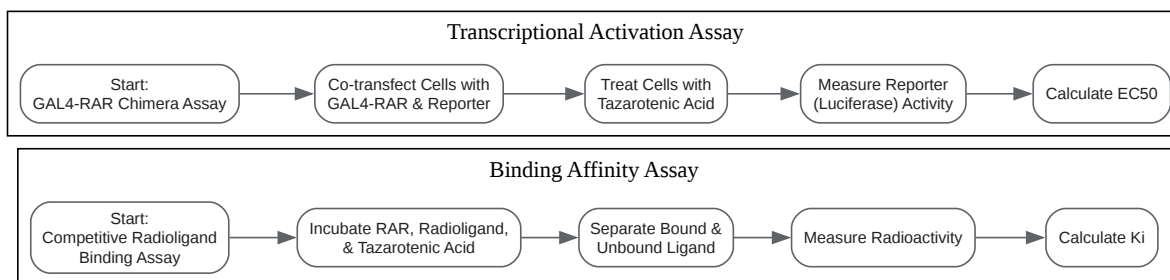 Transcriptional Activation Assay
Start:
GAL4-RAR Chimera Assay
Co-transfect Cells with
GAL4-RAR & Reporter
Treat Cells with
Tazarotenic Acid
Measure Reporter
(Luciferase) Activity
Calculate EC50
Binding Affinity Assay
Start:
Competitive Radioligand
Binding Assay
Incubate RAR, Radioligand,
& Tazarotenic Acid
Separate Bound &
Unbound Ligand
Measure Radioactivity
Calculate Ki